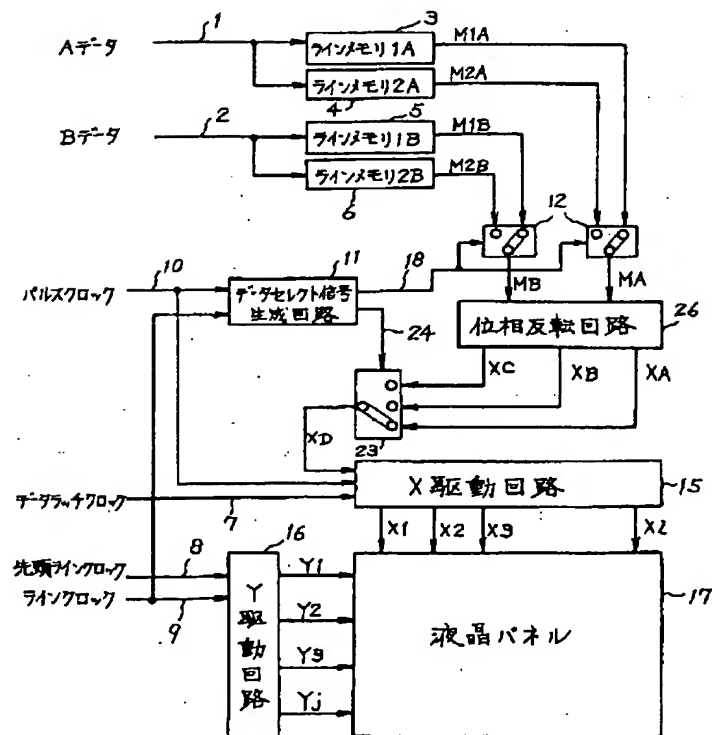 1
3
Aデータ
ラインメモリ1A
M1A
ラインメモリ2A
M2A
4
5
2
Bデータ
ラインメモリ1B
M1B
ラインメモリ2B
M2B
6
12
10
11
18
パルスクロック
データセレクト信号
生成回路
MB
MA
24
位相反転回路
26
XC
XB
XA
XD
23
X駆動回路
15
データラッチクロック
7
X1
X2
X3
Xi
16
先頭ラインクロック
8
ラインクロック
9
Y駆動回路
Y1
Y2
Y3
Yj
液晶パネル
17